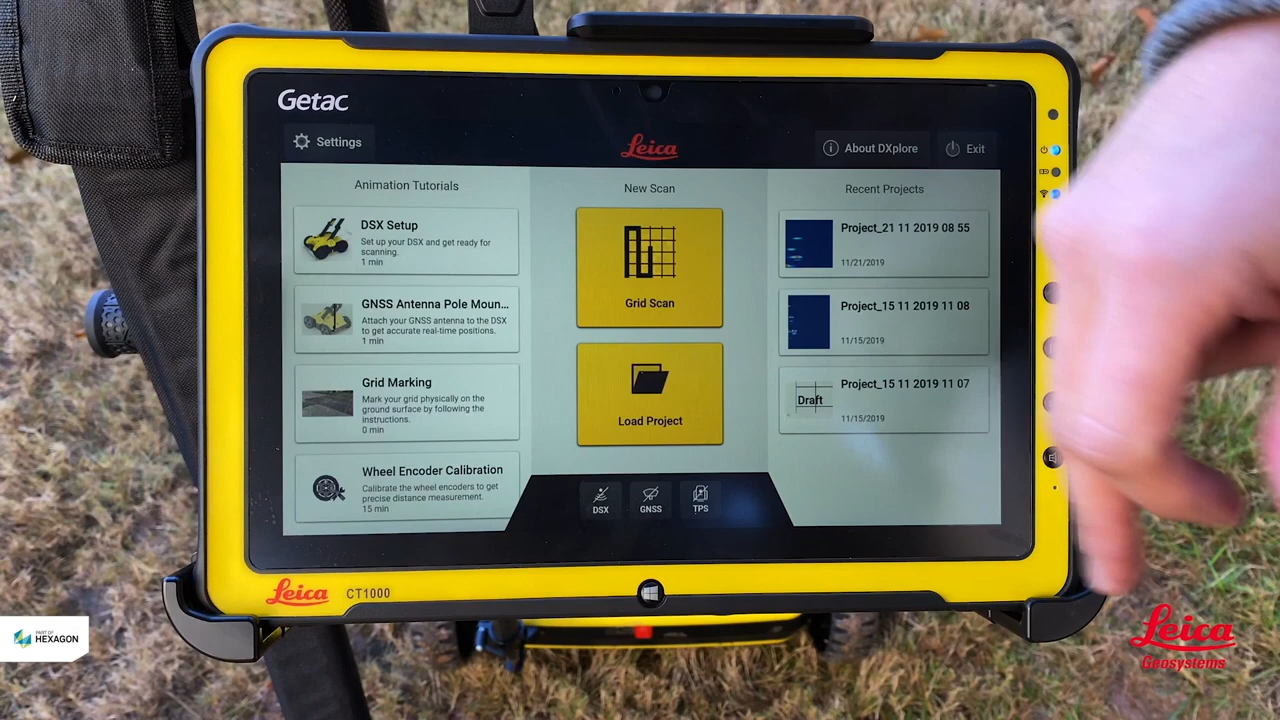 Getac
Settings
Leica
About DXplore
Exit
Animation Tutorials
DSX Setup
Set up your DSX and get ready for
scanning.
1 min
GNSS Antenna Pole Moun...
Attach your GNSS antenna to the DSX
to get accurate real-time positions.
1 min
Grid Marking
Mark your grid physically on the
ground surface by following the
instructions.
0 min
Wheel Encoder Calibration
Calibrate the wheel encoders to get
precise distance measurement.
15 min
New Scan
Grid Scan
Load Project
DSX
GNSS
TPS
Recent Projects
Project_21 11 2019 08 55
11/21/2019
Project_15 11 2019 11 08
11/15/2019
Draft
Project_15 11 2019 11 07
11/15/2019
Leica CT1000
PART OF
HEXAGON
Leica
Geosystems